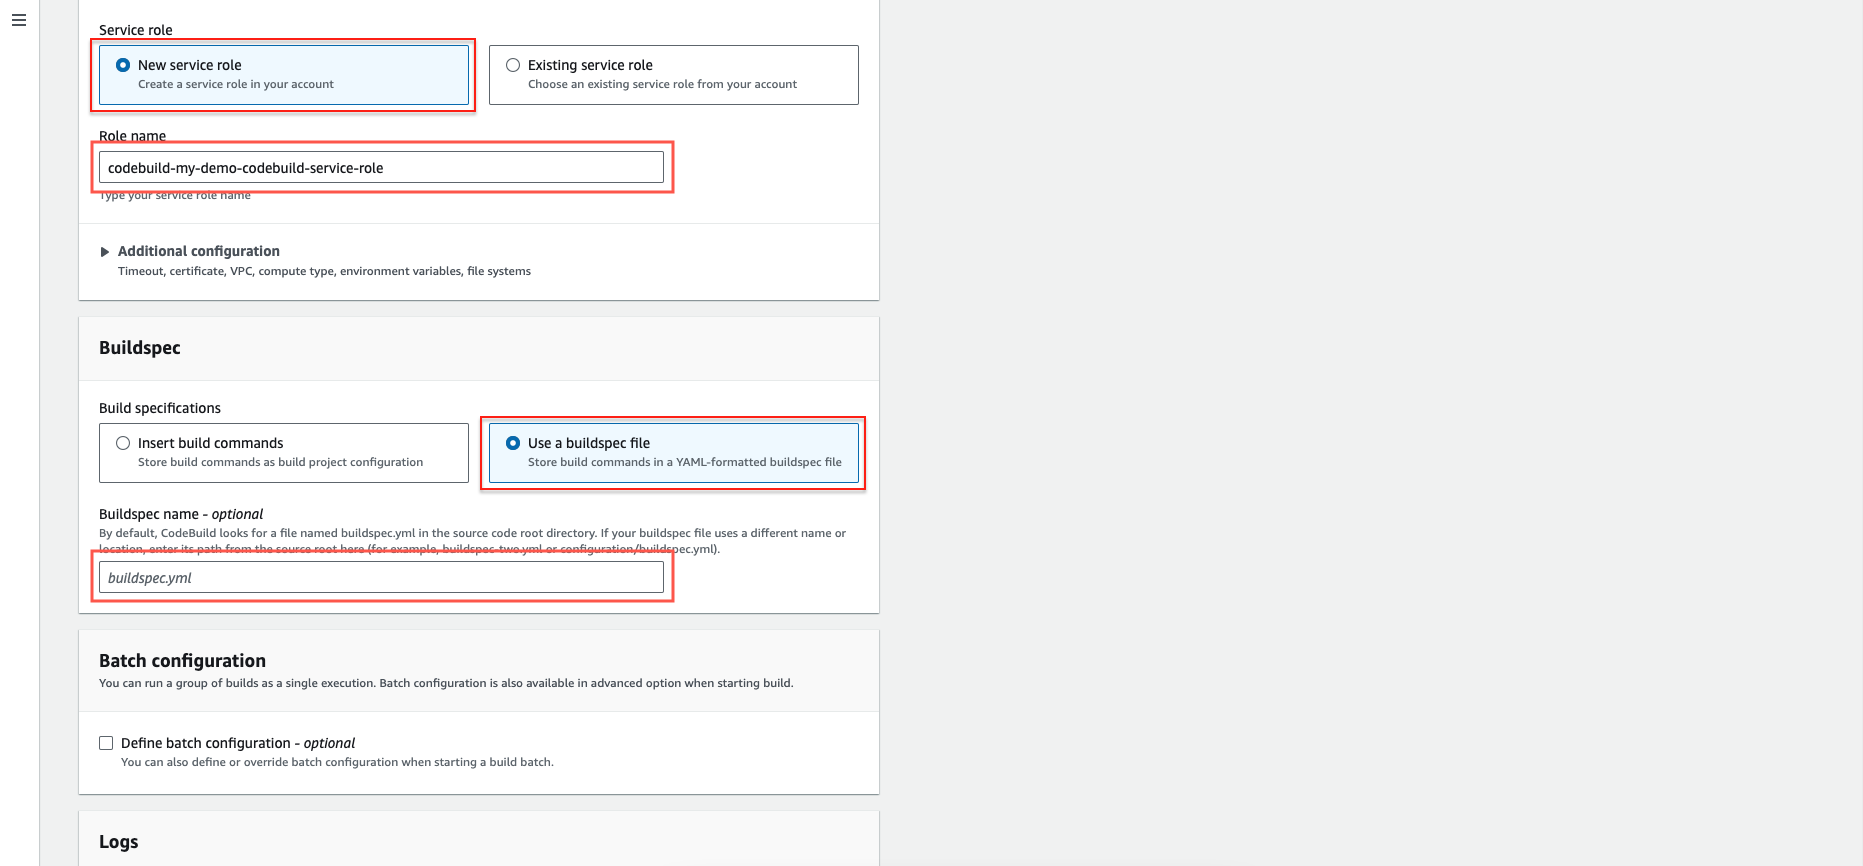 Service role
New service role
Create a service role in your account
Existing service role
Choose an existing service role from your account
Role name
codebuild-my-demo-codebuild-service-role
Type your service role name
Additional configuration
Timeout, certificate, VPC, compute type, environment variables, file systems
Buildspec
Build specifications
Insert build commands
Store build commands as build project configuration
Use a buildspec file
Store build commands in a YAML-formatted buildspec file
Buildspec name - optional
By default, CodeBuild looks for a file named buildspec.yml in the source code root directory. If your buildspec file uses a different name or
location, enter its path from the source root here (for example, buildspec-two.yml or configuration/buildspec.yml).
buildspec.yml
Batch configuration
You can run a group of builds as a single execution. Batch configuration is also available in advanced option when starting build.
Define batch configuration - optional
You can also define or override batch configuration when starting a build batch.
Logs